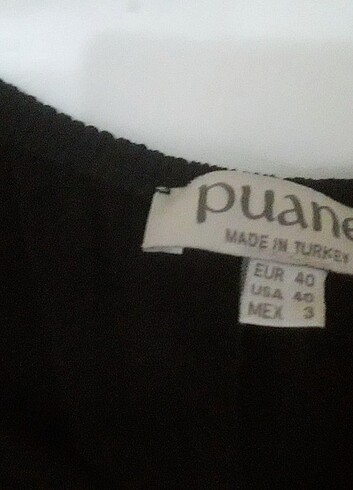 puane
MADE IN TURKEY
EUR 40
USA 40
MEX 3